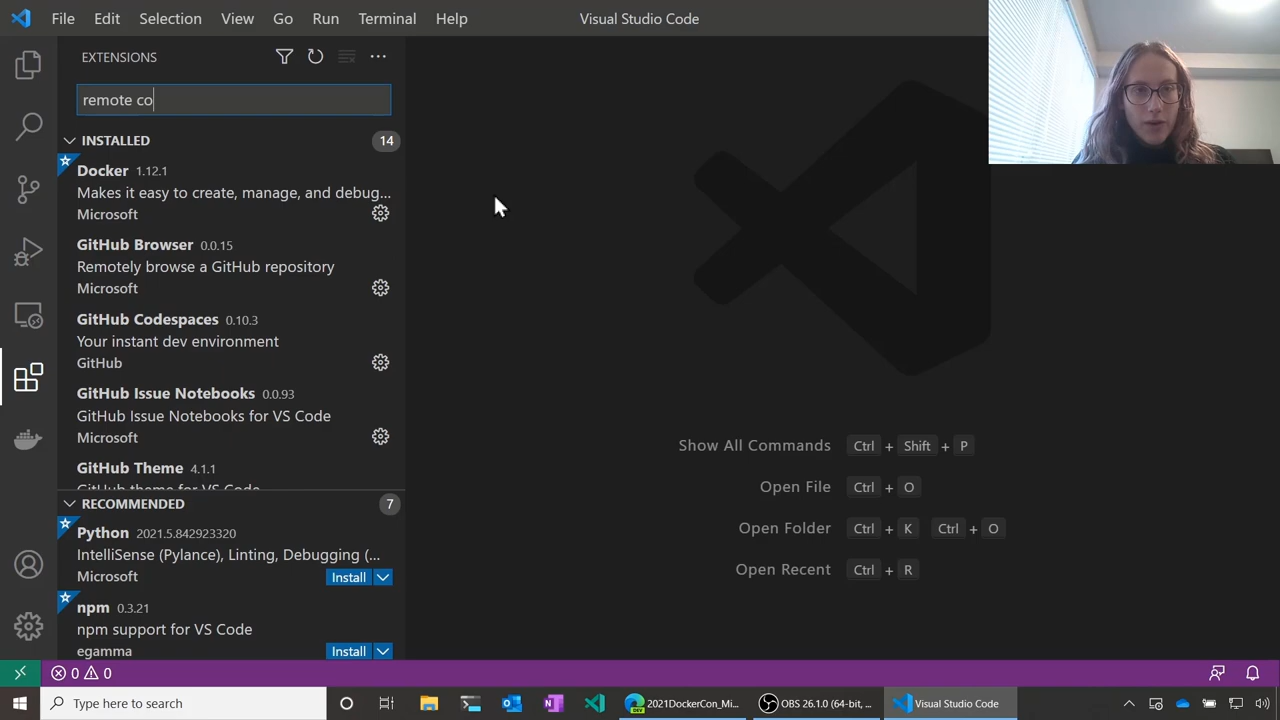 File Edit Selection View Go Run Terminal Help
Visual Studio Code
EXTENSIONS
remote co
INSTALLED
14
Docker 1.12.1
Makes it easy to create, manage, and debug...
Microsoft
GitHub Browser 0.0.15
Remotely browse a GitHub repository
Microsoft
GitHub Codespaces 0.10.3
Your instant dev environment
GitHub
GitHub Issue Notebooks 0.0.93
GitHub Issue Notebooks for VS Code
Microsoft
GitHub Theme 4.1.1
GitHub theme for VS Code
RECOMMENDED
7
Python 2021.5.842923320
IntelliSense (Pylance), Linting, Debugging (...
Microsoft
Install
npm 0.3.21
npm support for VS Code
egamma
Install
Show All Commands Ctrl + Shift + P
Open File Ctrl + O
Open Folder Ctrl + K Ctrl + O
Open Recent Ctrl + R
0 0
Type here to search
DEV
2021DockerCon_Mi...
OBS 26.1.0 (64-bit, ...
Visual Studio Code